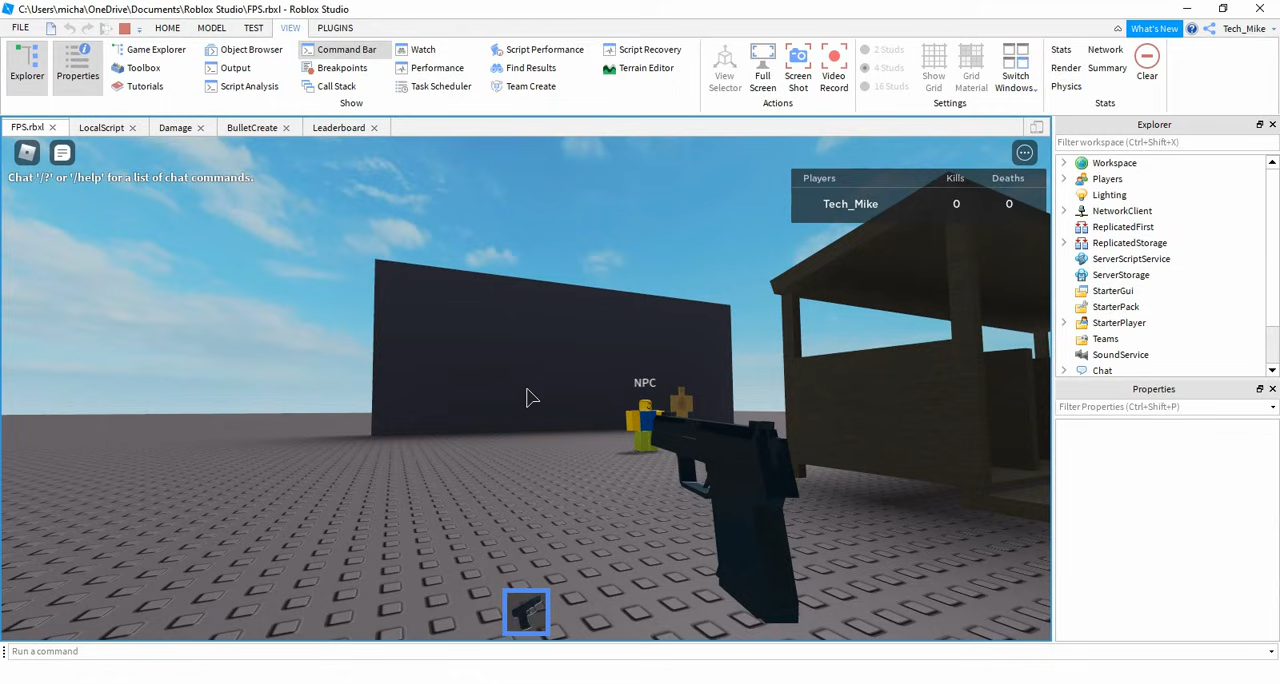 C:\Users\micha\OneDrive\Documents\Roblox Studio\FPS.rbxl - Roblox Studio
FILE HOME MODEL TEST VIEW PLUGINS What's New Tech_Mike
Explorer
Properties
Game Explorer
Toolbox
Tutorials
Object Browser
Output
Script Analysis
Command Bar
Breakpoints
Call Stack
Watch
Performance
Task Scheduler
Script Performance
Find Results
Team Create
Script Recovery
Terrain Editor
Show
View
Selector
Full
Screen
Screen
Shot
Video
Record
Actions
2 Studs
4 Studs
16 Studs
Show
Grid
Grid
Material
Switch
Windows
Settings
Stats
Render
Physics
Network
Summary
Clear
Stats
FPS.rbxl LocalScript Damage BulletCreate Leaderboard
Chat '/?' or '/help' for a list of chat commands.
Players Kills Deaths
Tech_Mike 0 0
NPC
Explorer
Filter workspace (Ctrl+Shift+X)
Workspace
Players
Lighting
NetworkClient
ReplicatedFirst
ReplicatedStorage
ServerScriptService
ServerStorage
StarterGui
StarterPack
StarterPlayer
Teams
SoundService
Chat
Properties
Filter Properties (Ctrl+Shift+P)
Run a command